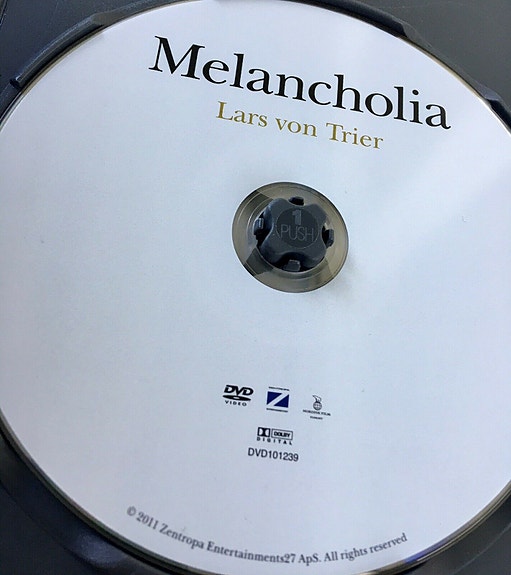 Melancholia
Lars von Trier
1
PUSH
DVD
VIDEO
DOLBY
DIGITAL
DVD101239
© 2011 Zentropa Entertainments27 ApS. All rights reserved